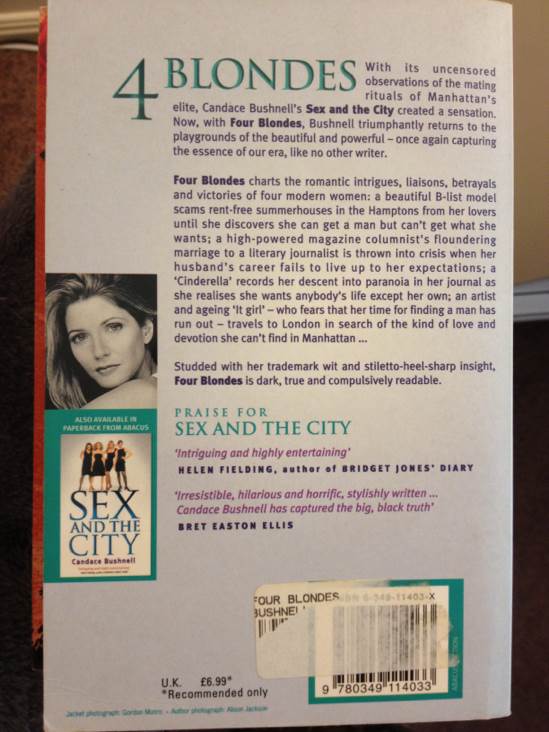 4 BLONDES
With its uncensored
observations of the mating
rituals of Manhattan's
elite, Candace Bushnell's Sex and the City created a sensation.
Now, with Four Blondes, Bushnell triumphantly returns to the
playgrounds of the beautiful and powerful – once again capturing
the essence of our era, like no other writer.
Four Blondes charts the romantic intrigues, liaisons, betrayals
and victories of four modern women: a beautiful B-list model
scams rent-free summerhouses in the Hamptons from her lovers
until she discovers she can get a man but can't get what she
wants; a high-powered magazine columnist's floundering
marriage to a literary journalist is thrown into crisis when her
husband's career fails to live up to her expectations; a
'Cinderella' records her descent into paranoia in her journal as
she realises she wants anybody's life except her own; an artist
and ageing 'It girl' – who fears that her time for finding a man has
run out – travels to London in search of the kind of love and
devotion she can't find in Manhattan ...
Studded with her trademark wit and stiletto-heel-sharp insight,
Four Blondes is dark, true and compulsively readable.
PRAISE FOR
SEX AND THE CITY
'Intriguing and highly entertaining'
HELEN FIELDING, author of BRIDGET JONES' DIARY
'Irresistible, hilarious and horrific, stylishly written ...
Candace Bushnell has captured the big, black truth'
BRET EASTON ELLIS
ALSO AVAILABLE IN
PAPERBACK FROM ABACUS
SEX
AND THE
CITY
Candace Bushnell
FOUR BLONDES
BUSHNEL
0-349-11403-X
9 780349 114033
U.K. £6.99*
*Recommended only
Jacket photograph: Gordon Munro • Author photograph: Alison Jackson